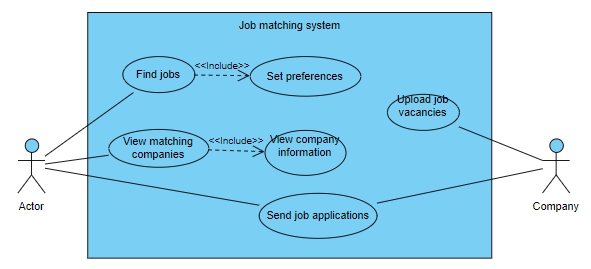 Job matching system
Find jobs
<<Include>>
Set preferences
Upload job
vacancies
View matching
companies
<<Include>>
View company
information
Send job applications
Actor
Company